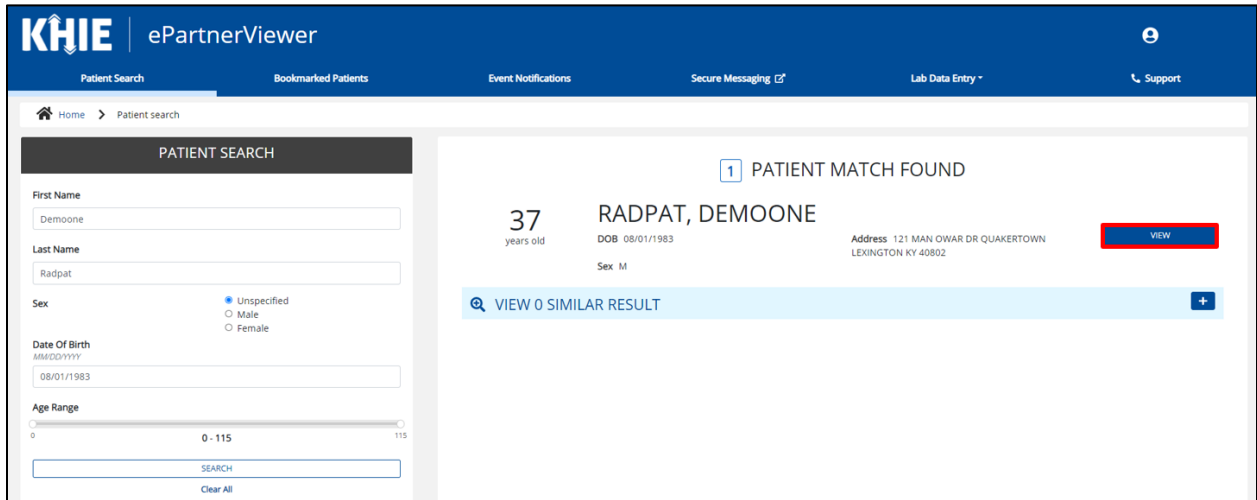 KHIE ePartnerViewer
Patient Search Bookmarked Patients Event Notifications Secure Messaging Lab Data Entry Support
Home Patient search
PATIENT SEARCH
First Name
Demoone
Last Name
Radpat
Sex
Unspecified
Male
Female
Date Of Birth
MM/DD/YYYY
08/01/1983
Age Range
0 0 - 115 115
SEARCH
Clear All
1 PATIENT MATCH FOUND
37
years old
RADPAT, DEMOONE
DOB 08/01/1983
Sex M
Address 121 MAN OWAR DR QUAKERTOWN
LEXINGTON KY 40802
VIEW
VIEW 0 SIMILAR RESULT
+